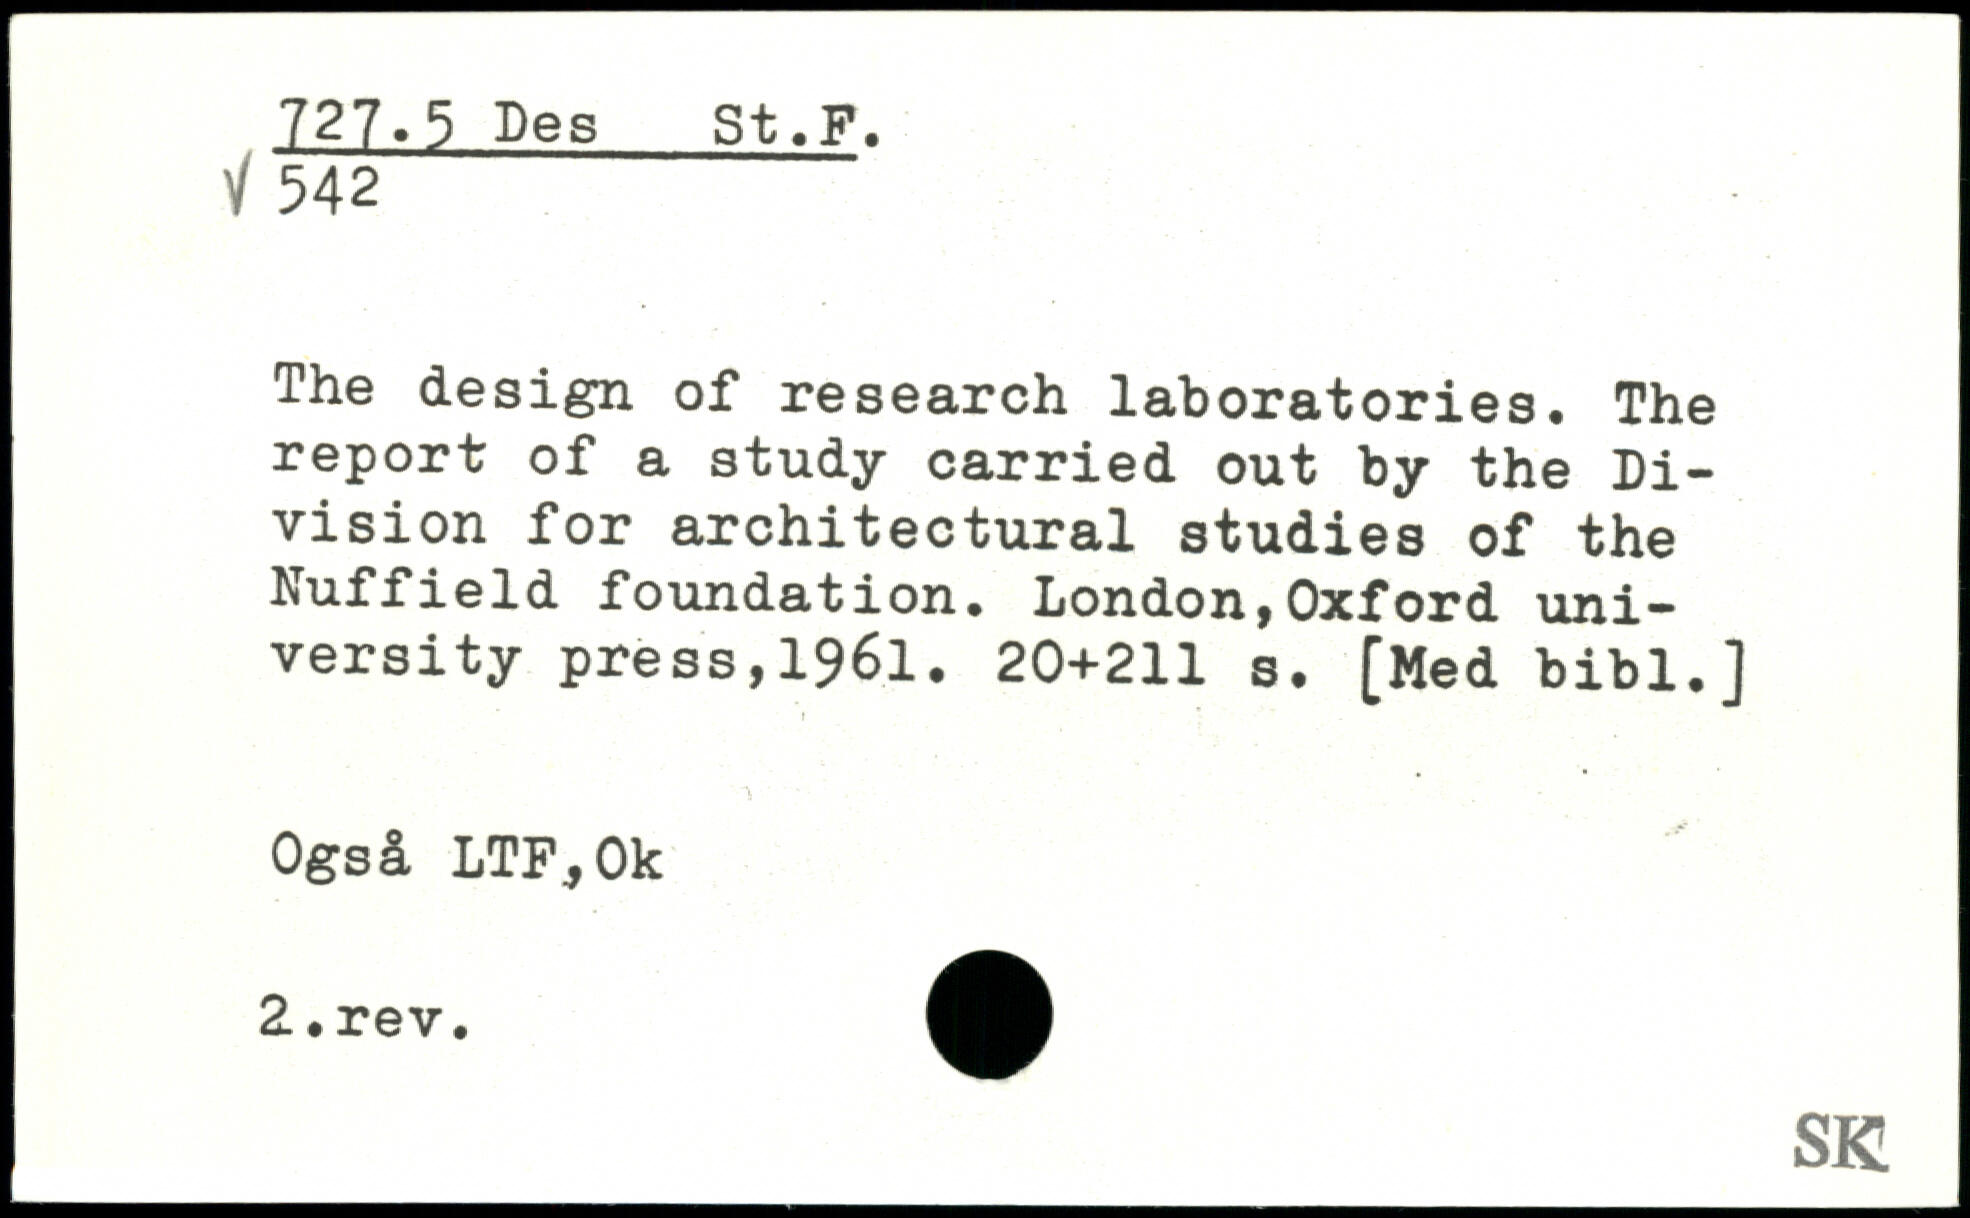 727.5 Des St.F.
√ 542
The design of research laboratories. The
report of a study carried out by the Di-
vision for architectural studies of the
Nuffield foundation. London,Oxford uni-
versity press,1961. 20+211 s. [Med bibl.]
Også LTF,Ok
2.rev.
SK